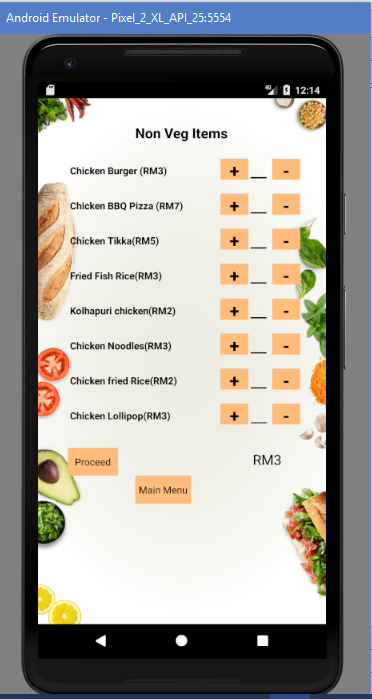 Android Emulator - Pixel_2_XL_API_25:5554
12:14
Non Veg Items
Chicken Burger (RM3) + __ -
Chicken BBQ Pizza (RM7) + __ -
Chicken Tikka(RM5) + __ -
Fried Fish Rice(RM3) + __ -
Kolhapuri chicken(RM2) + __ -
Chicken Noodles(RM3) + __ -
Chicken fried Rice(RM2) + __ -
Chicken Lollipop(RM3) + __ -
Proceed RM3
Main Menu